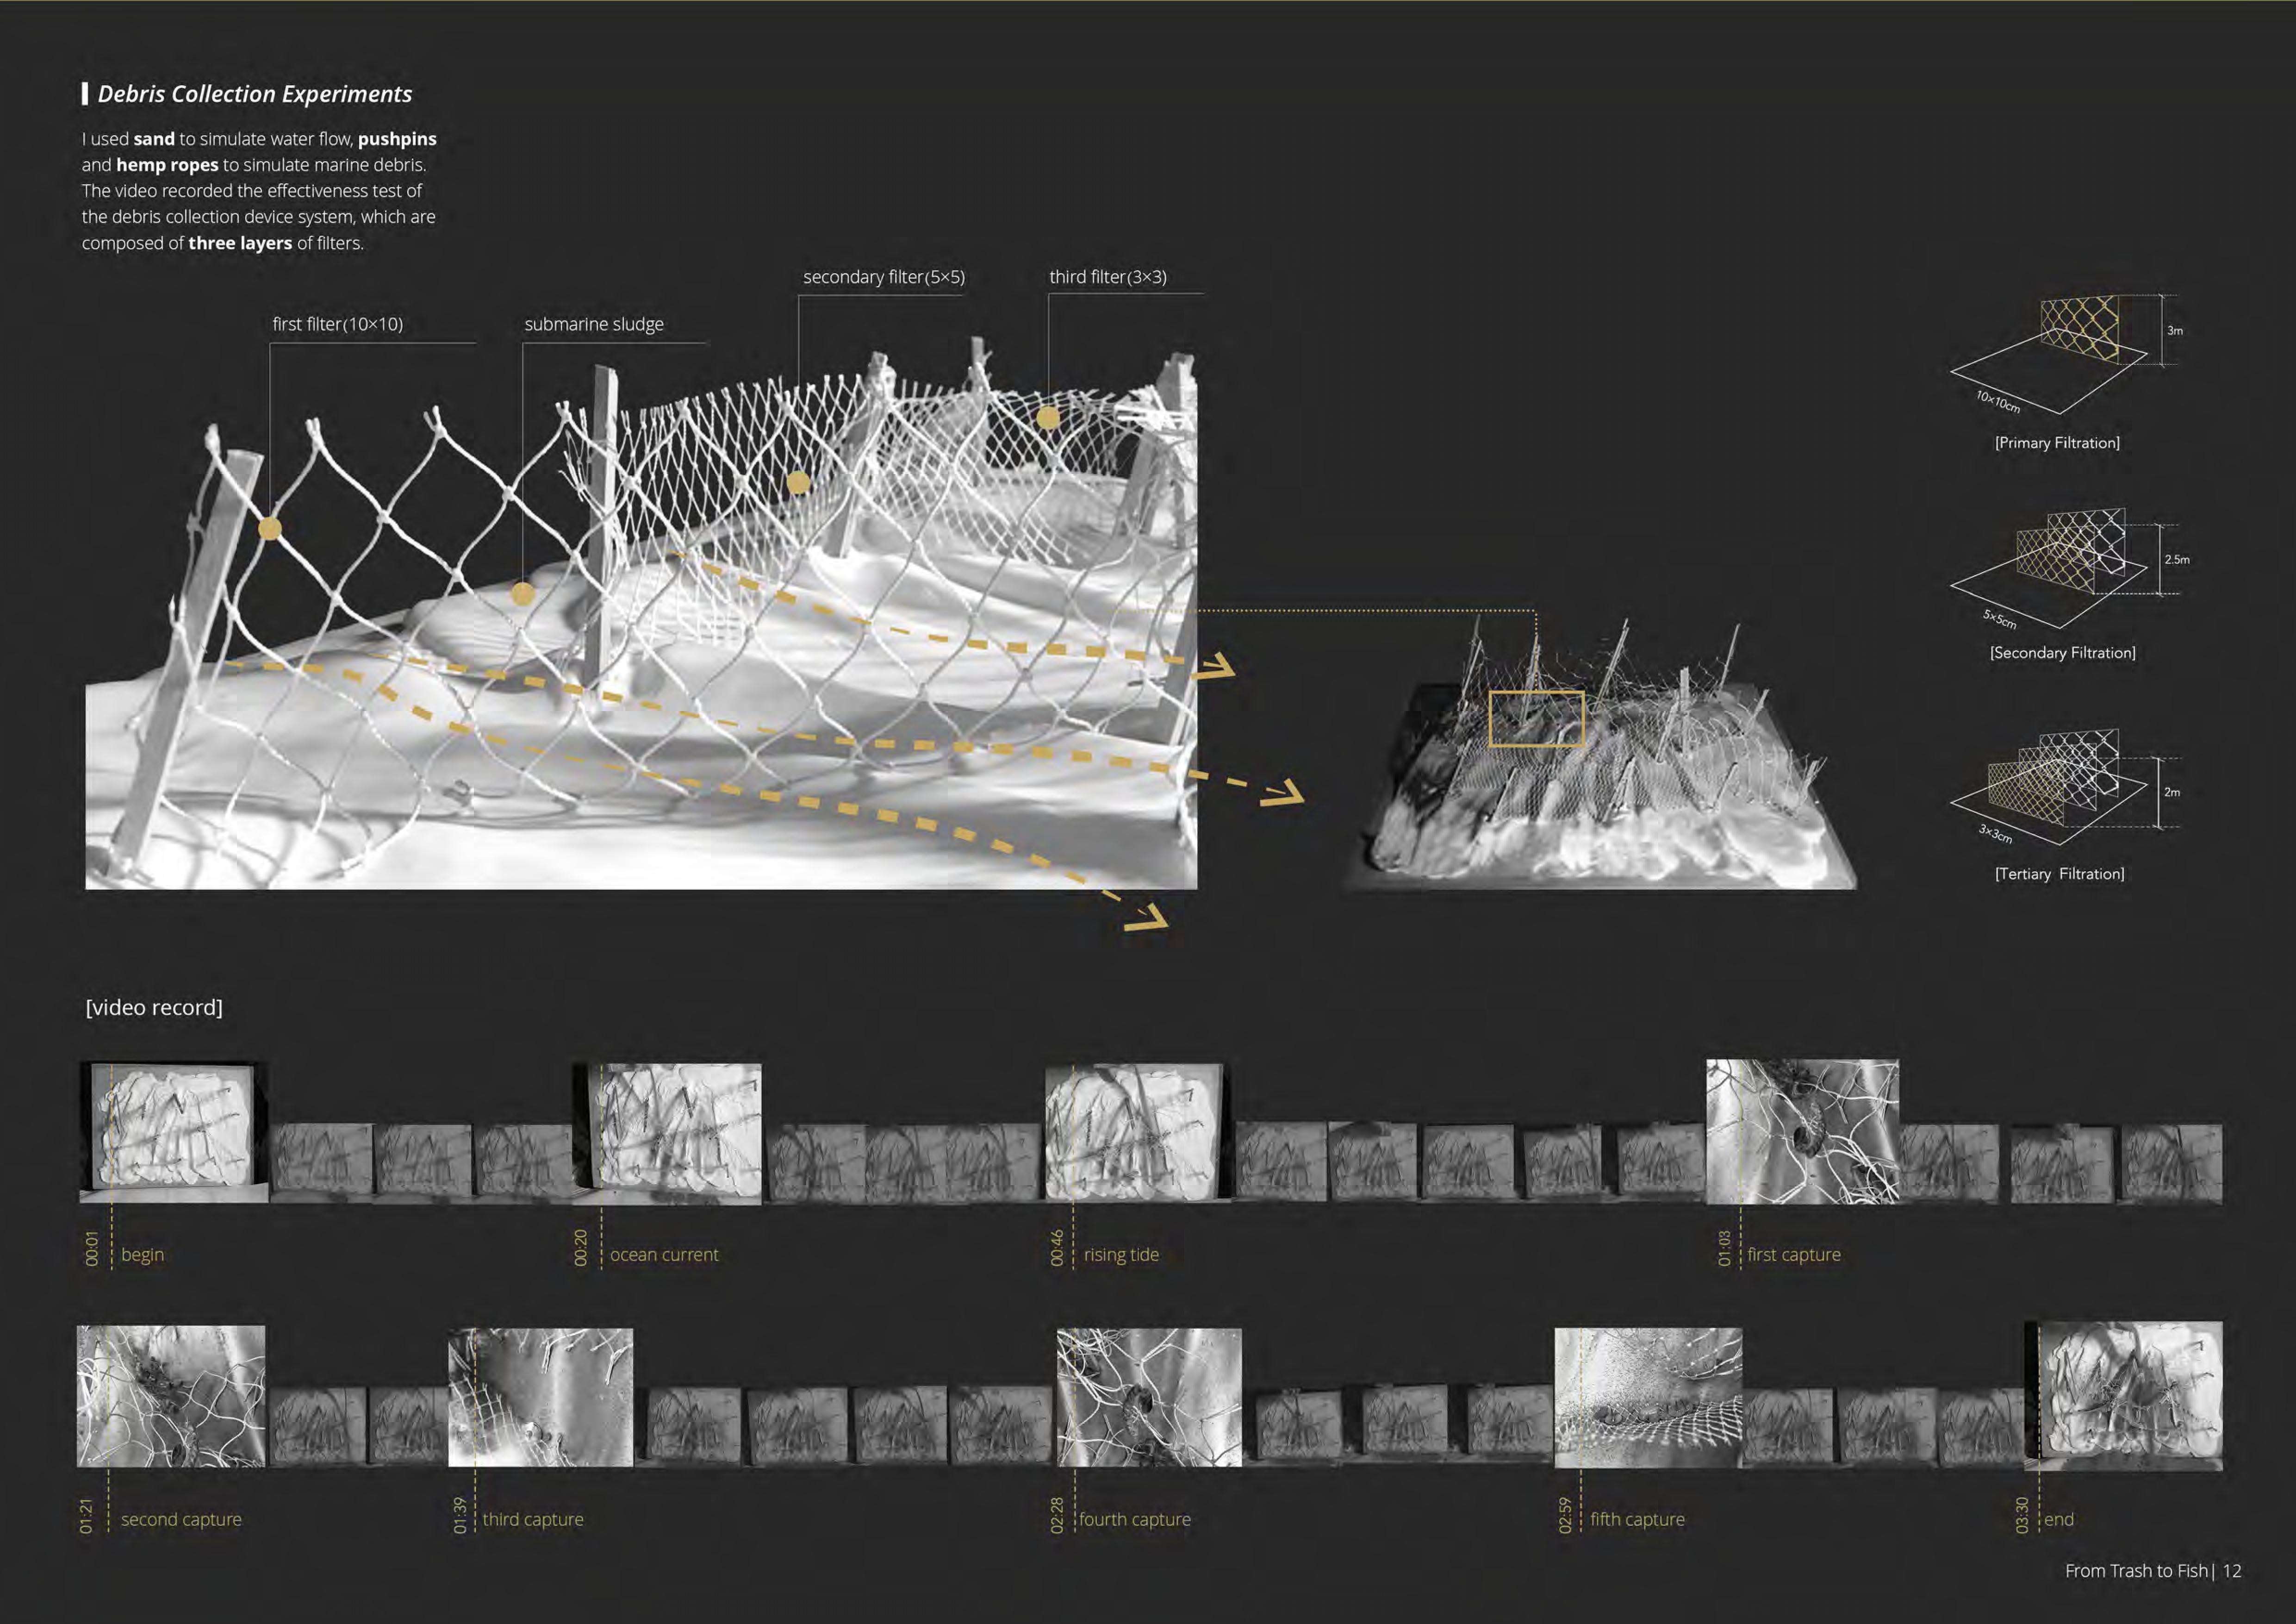 Debris Collection Experiments
I used sand to simulate water flow, pushpins
and hemp ropes to simulate marine debris.
The video recorded the effectiveness test of
the debris collection device system, which are
composed of three layers of filters.
first filter(10×10)
submarine sludge
secondary filter(5×5)
third filter(3×3)
3m
10×10cm
[Primary Filtration]
2.5m
5×5cm
[Secondary Filtration]
2m
3×3cm
[Tertiary Filtration]
[video record]
00:01
begin
00:20
ocean current
00:46
rising tide
01:03
first capture
01:21
second capture
01:39
third capture
02:28
fourth capture
02:59
fifth capture
03:30
end
From Trash to Fish| 12